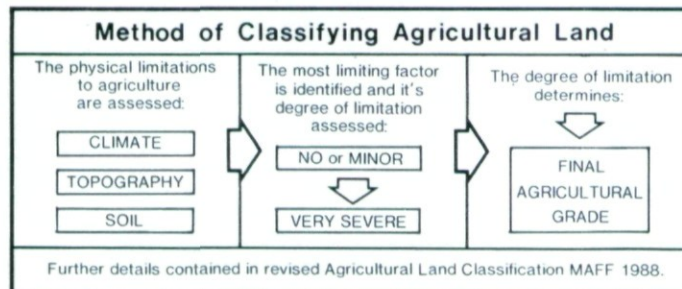 Method of Classifying Agricultural Land
The physical limitations
to agriculture
are assessed:
CLIMATE
TOPOGRAPHY
SOIL
The most limiting factor
is identified and it's
degree of limitation
assessed:
NO or MINOR
VERY SEVERE
The degree of limitation
determines:
FINAL
AGRICULTURAL
GRADE
Further details contained in revised Agricultural Land Classification MAFF 1988.